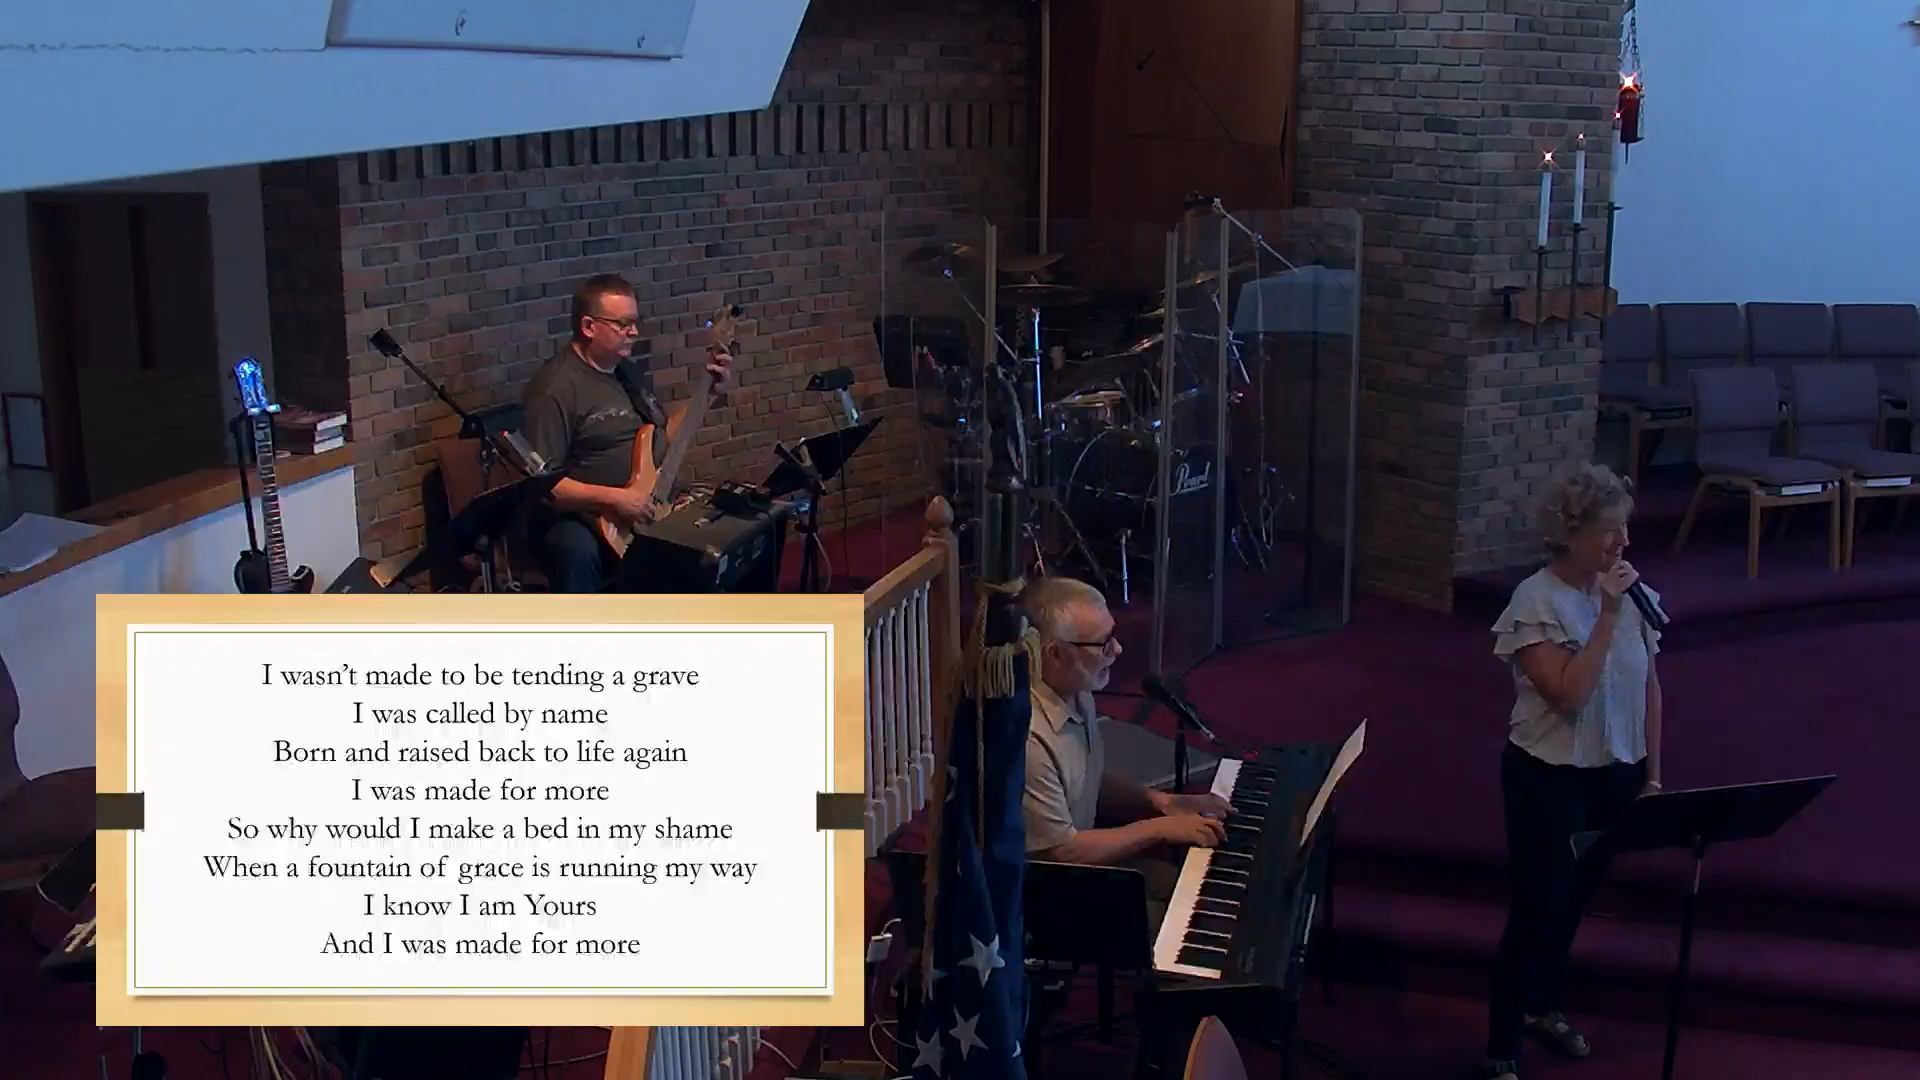 Pearl
I wasn’t made to be tending a grave
I was called by name
Born and raised back to life again
I was made for more
So why would I make a bed in my shame
When a fountain of grace is running my way
I know I am Yours
And I was made for more